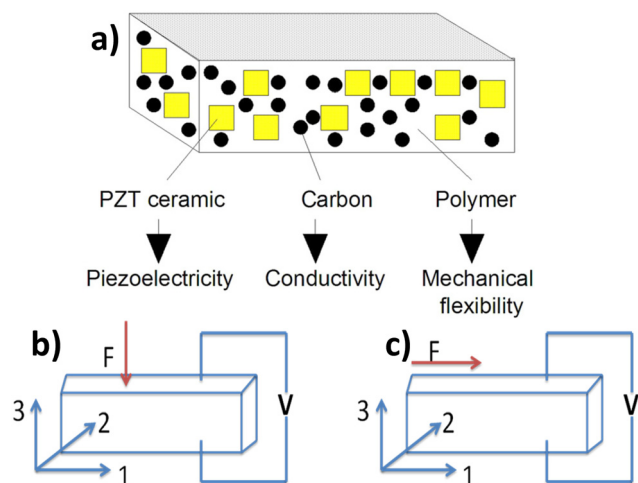 a)
PZT ceramic Carbon Polymer
Piezoelectricity Conductivity Mechanical
flexibility
b) F V 3 2 1
c) F V 3 2 1